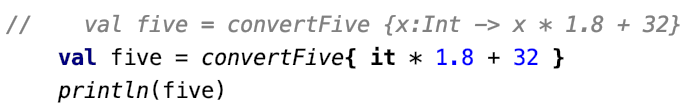 //    val five = convertFive {x:Int -> x * 1.8 + 32}
val five = convertFive{ it * 1.8 + 32 }
println(five)